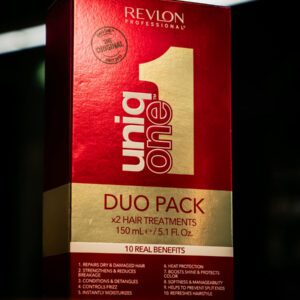 REVLON
PROFESSIONAL
THE
ORIGINAL
uniq
one
1
DUO PACK
x2 HAIR TREATMENTS
150 mL e / 5.1 Fl. Oz.
10 REAL BENEFITS
1. REPAIRS DRY & DAMAGED HAIR
2. STRENGTHENS & REDUCES
BREAKAGE
3. CONDITIONS & DETANGLES
4. CONTROLS FRIZZ
5. INSTANTLY MOISTURIZES
6. HEAT PROTECTION
7. BOOSTS SHINE & PROTECTS
COLOR
8. SOFTNESS & MANAGEABILITY
9. HELPS TO PREVENT SPLIT ENDS
10. REFRESHES HAIRSTYLE